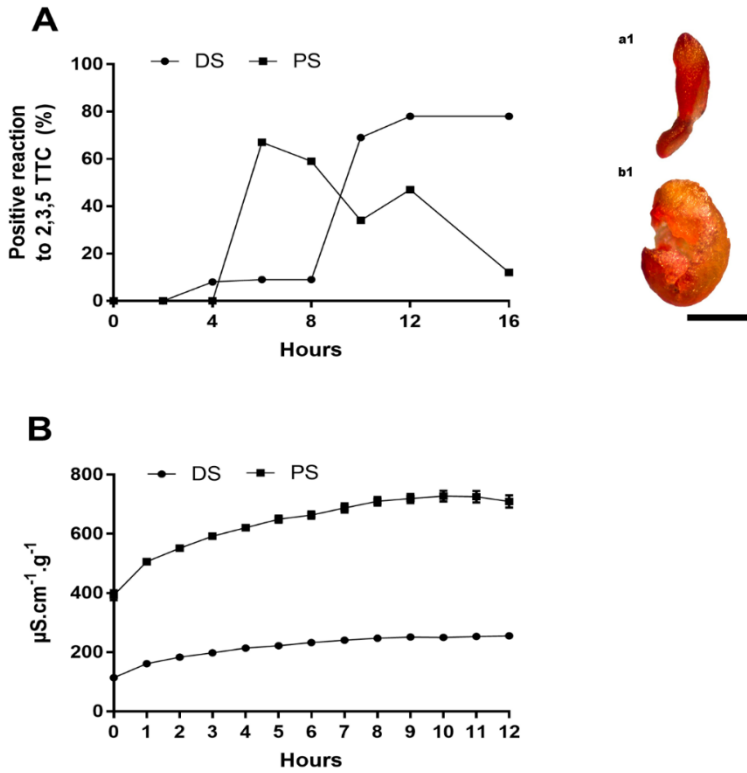 A
DS PS
Positive reaction
to 2,3,5 TTC (%)
100
80
60
40
20
0
0 4 8 12 16
Hours
a1
b1
B
DS PS
µS.cm⁻¹.g⁻¹
800
600
400
200
0
0 1 2 3 4 5 6 7 8 9 10 11 12
Hours